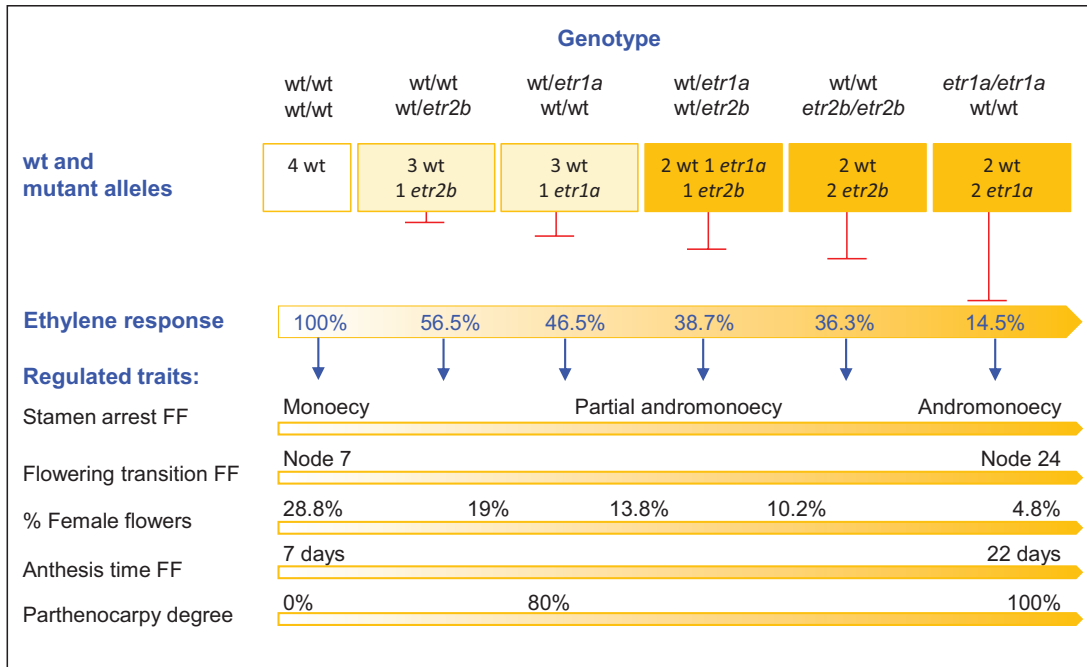 Genotype
wt/wt wt/wt wt/etr1a wt/etr1a wt/wt etr1a/etr1a
wt/wt wt/etr2b wt/wt wt/etr2b etr2b/etr2b wt/wt
wt and
mutant alleles
4 wt 3 wt 3 wt 2 wt 1 etr1a 2 wt 2 wt
1 etr2b 1 etr1a 1 etr2b 2 etr2b 2 etr1a
Ethylene response 100% 56.5% 46.5% 38.7% 36.3% 14.5%
Regulated traits:
Stamen arrest FF Monoecy Partial andromonoecy Andromonoecy
Flowering transition FF Node 7 Node 24
% Female flowers 28.8% 19% 13.8% 10.2% 4.8%
Anthesis time FF 7 days 22 days
Parthenocarpy degree 0% 80% 100%